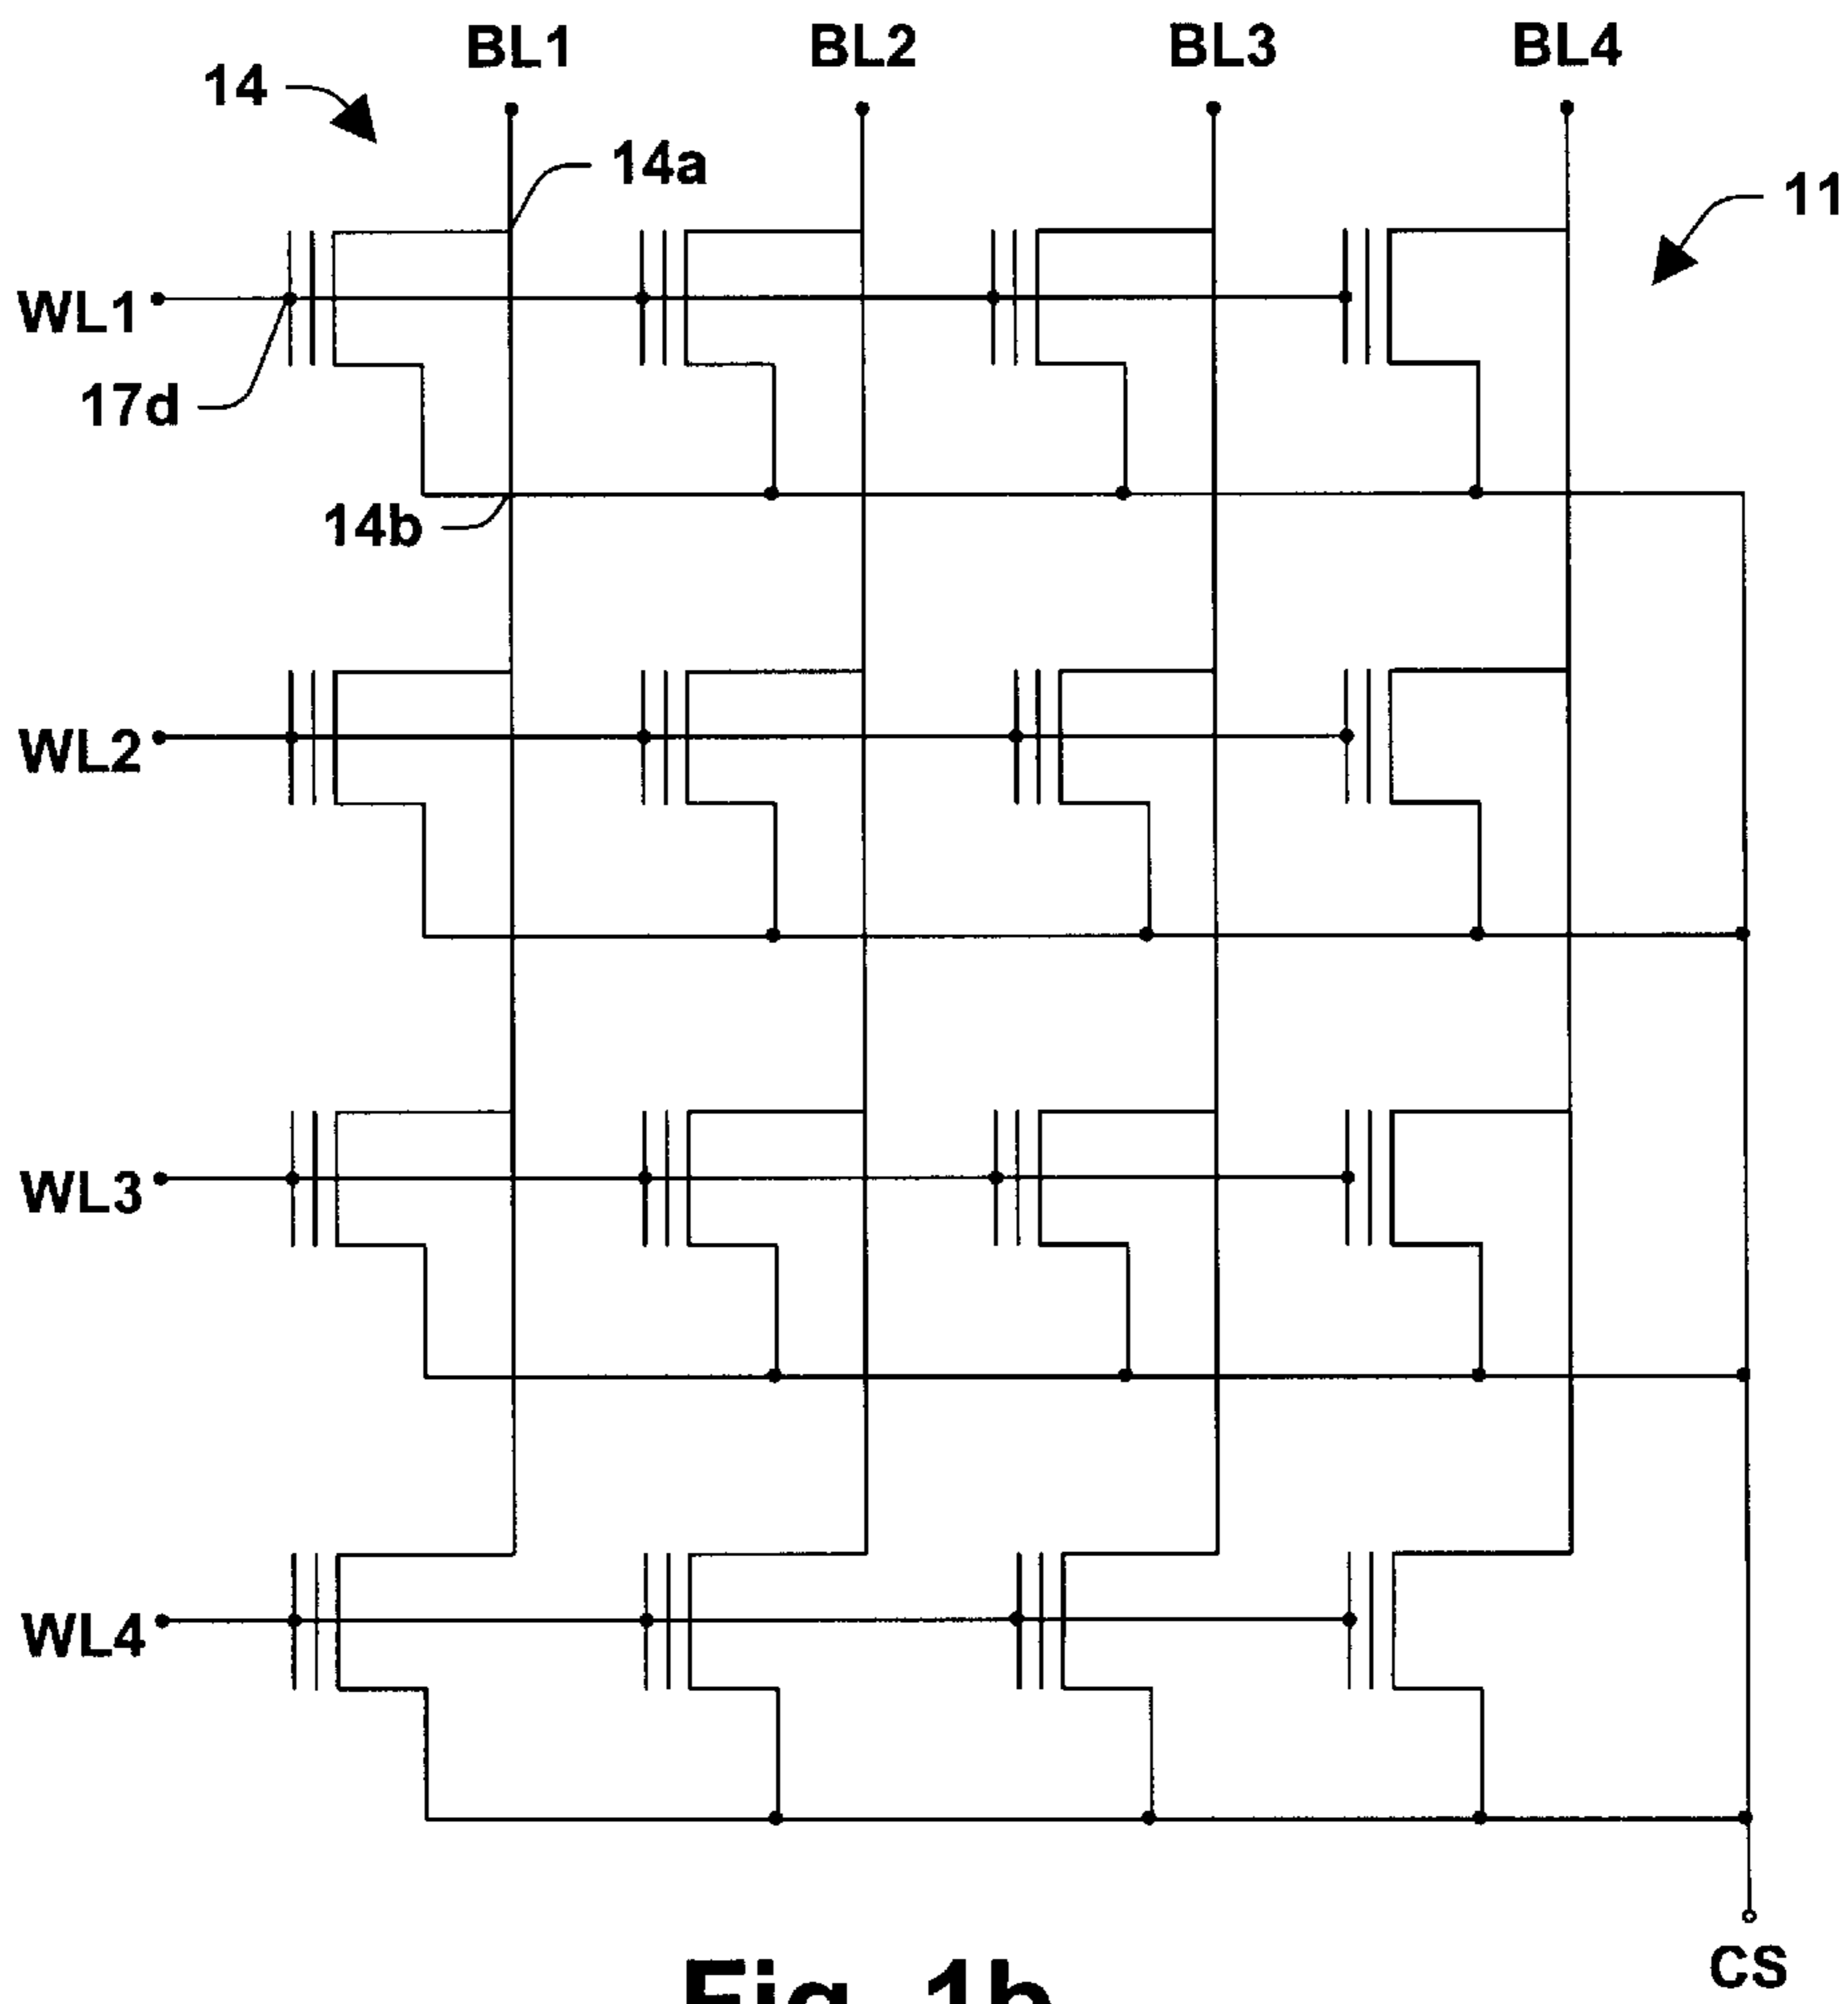 BL1 BL2 BL3 BL4
14
14a
11
WL1
17d
14b
WL2
WL3
WL4
CS
Fig. 1b